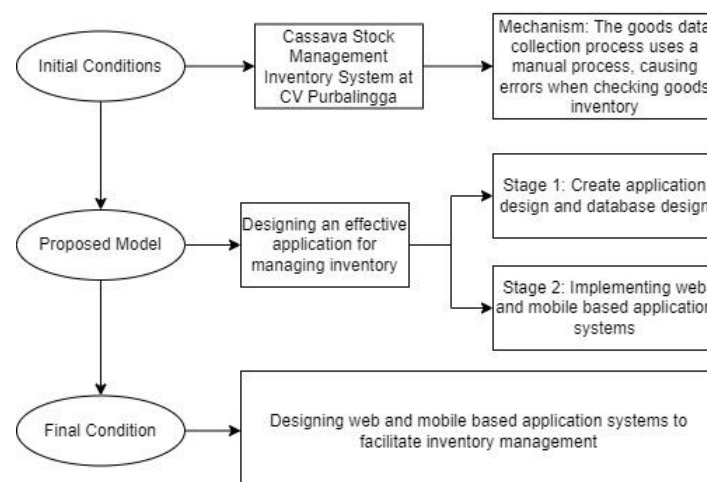 Initial Conditions
Cassava Stock
Management
Inventory System at
CV Purbalingga
Mechanism: The goods data
collection process uses a
manual process, causing
errors when checking goods
inventory
Proposed Model
Designing an effective
application for
managing inventory
Stage 1: Create application
design and database design
Stage 2: Implementing web
and mobile based application
systems
Final Condition
Designing web and mobile based application systems to
facilitate inventory management